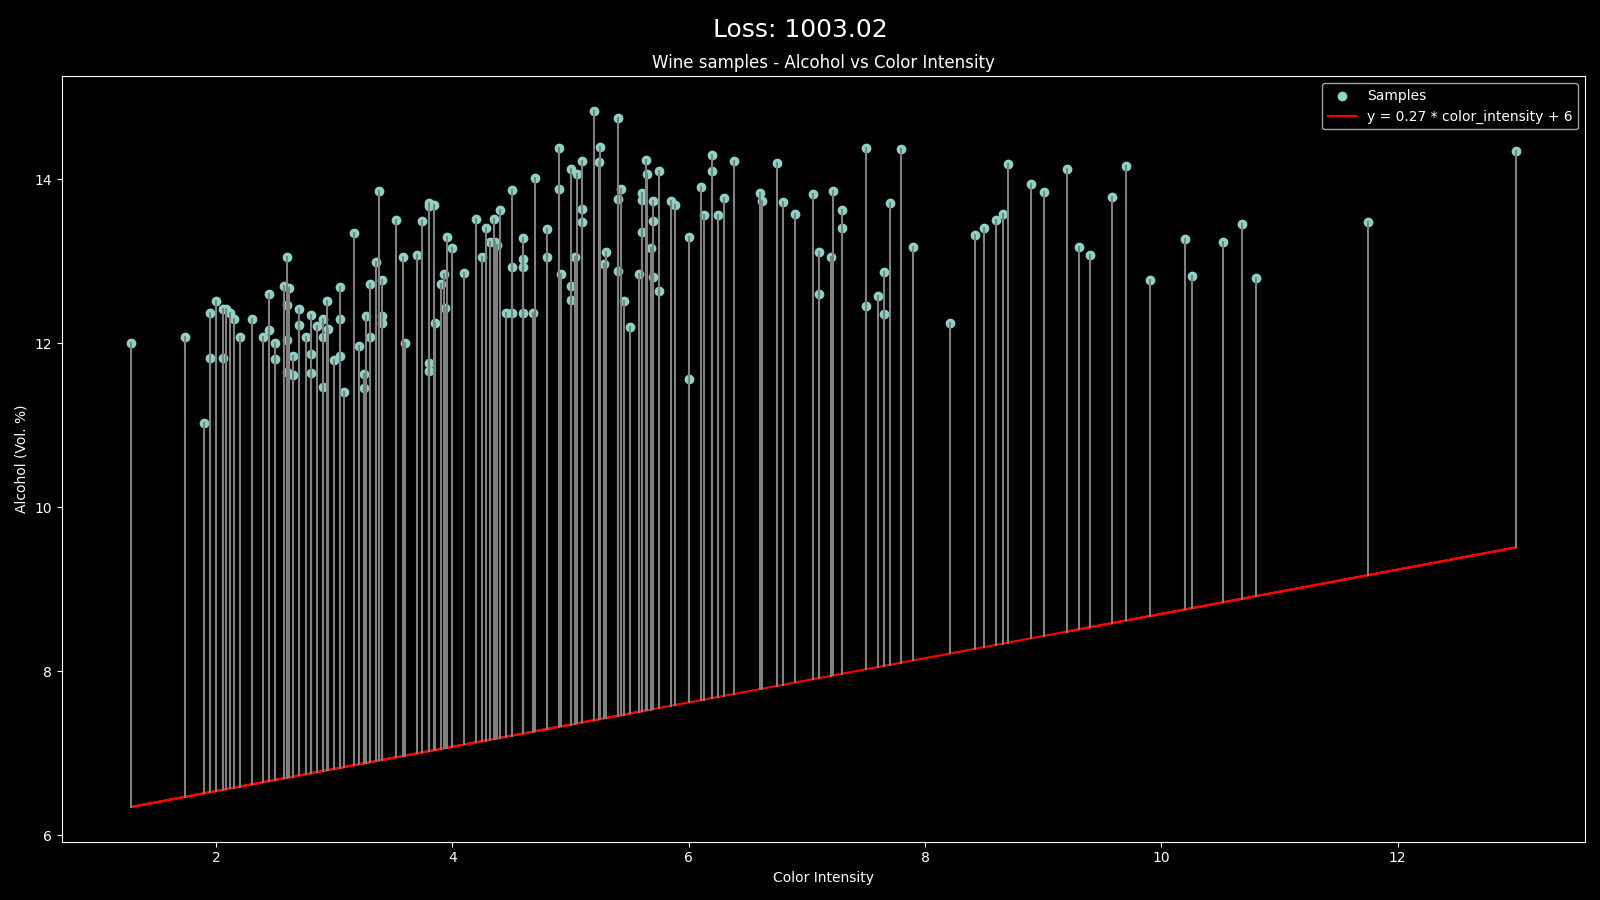 Loss: 1003.02
Wine samples - Alcohol vs Color Intensity
Samples
y = 0.27 * color_intensity + 6
Alcohol (Vol. %)
14
12
10
8
6
2 4 6 8 10 12
Color Intensity